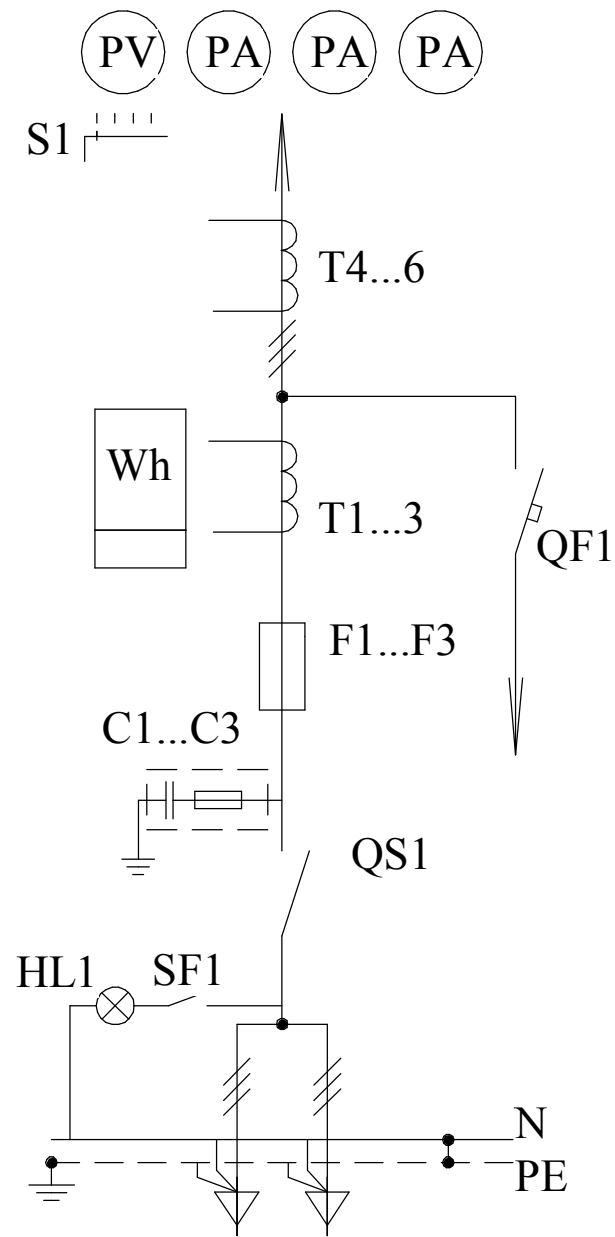 PV PA PA PA
S1
T4...6
Wh
T1...3
QF1
F1...F3
C1...C3
QS1
HL1 SF1
N
PE